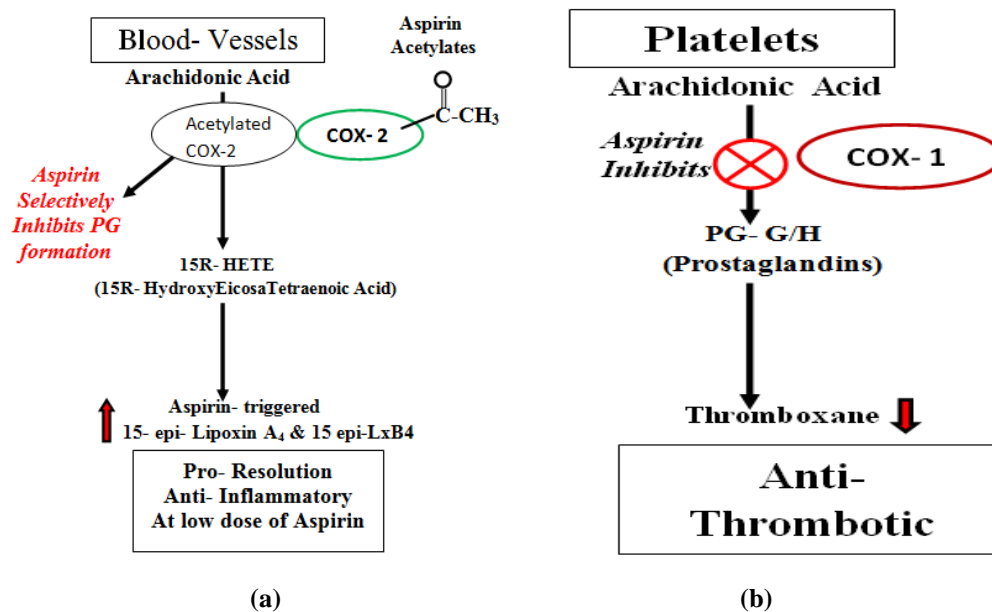 Blood- Vessels
Arachidonic Acid
Aspirin
Acetylates
O
C-CH₃
Acetylated
COX-2
COX- 2
Aspirin
Selectively
Inhibits PG
formation
15R- HETE
(15R- HydroxyEicosaTetraenoic Acid)
Aspirin- triggered
15- epi- Lipoxin A₄ & 15 epi-LxB4
Pro- Resolution
Anti- Inflammatory
At low dose of Aspirin
(a)
Platelets
Arachidonic Acid
Aspirin
Inhibits
COX- 1
PG- G/H
(Prostaglandins)
Thromboxane
Anti-
Thrombotic
(b)